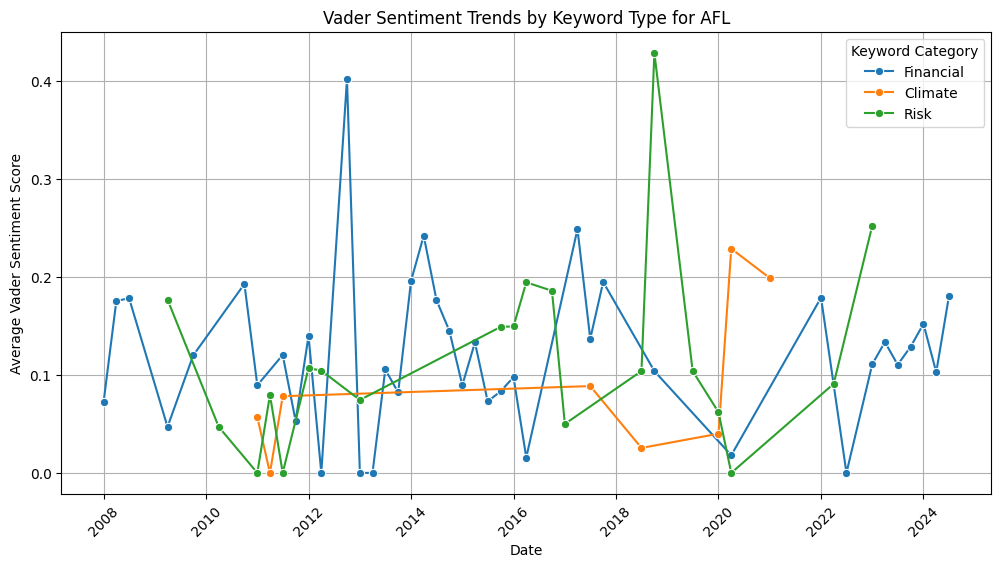 Vader Sentiment Trends by Keyword Type for AFL
Keyword Category
Financial
Climate
Risk
Average Vader Sentiment Score
0.4
0.3
0.2
0.1
0.0
2008
2010
2012
2014
2016
2018
2020
2022
2024
Date